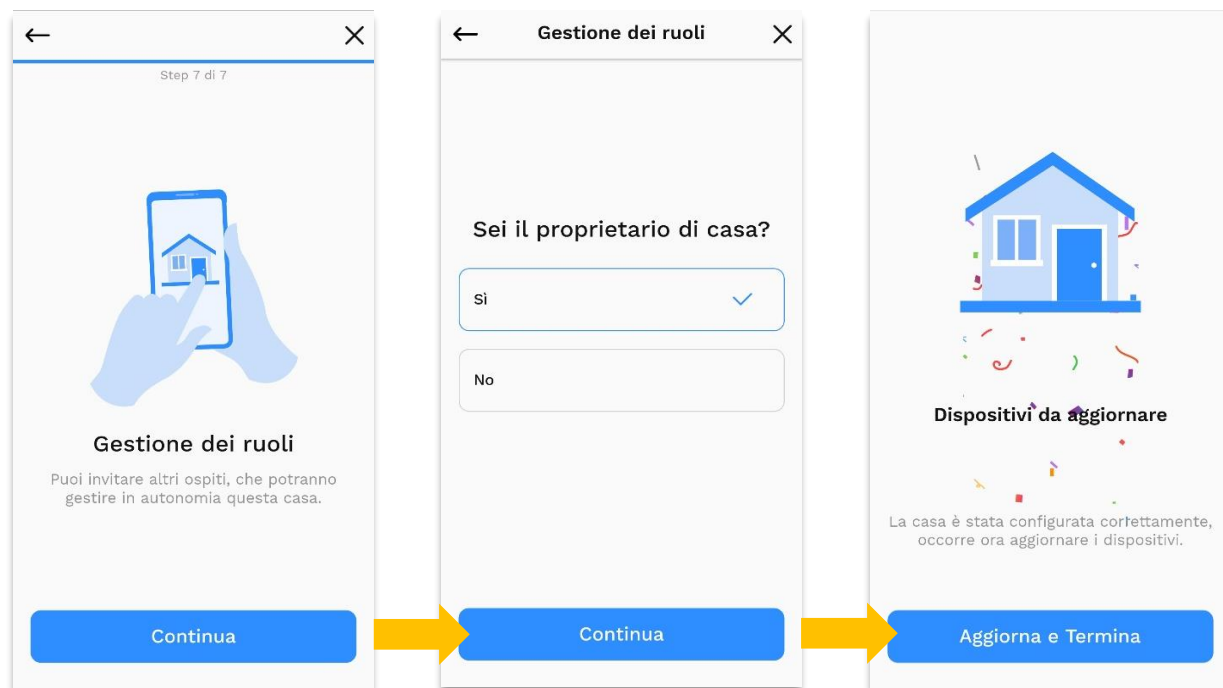 Step 7 di 7
Gestione dei ruoli
Puoi invitare altri ospiti, che potranno
gestire in autonomia questa casa.
Continua
Gestione dei ruoli
Sei il proprietario di casa?
Sì
No
Continua
Dispositivi da aggiornare
La casa è stata configurata correttamente,
occorre ora aggiornare i dispositivi.
Aggiorna e Termina